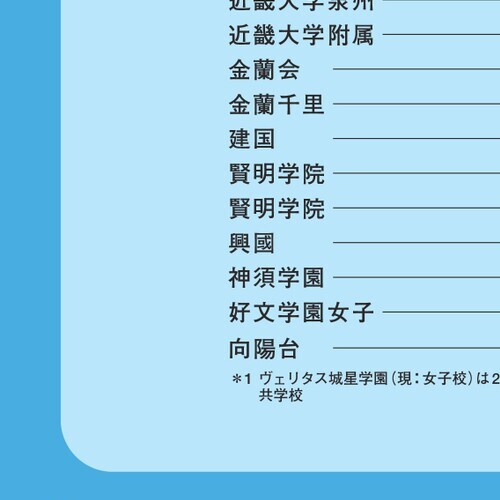 近畿大学泉州
近畿大学附属
金蘭会
金蘭千里
建国
賢明学院
賢明学院
興國
神須学園
好文学園女子
向陽台
＊1 ヴェリタス城星学園（現：女子校）は2
共学校